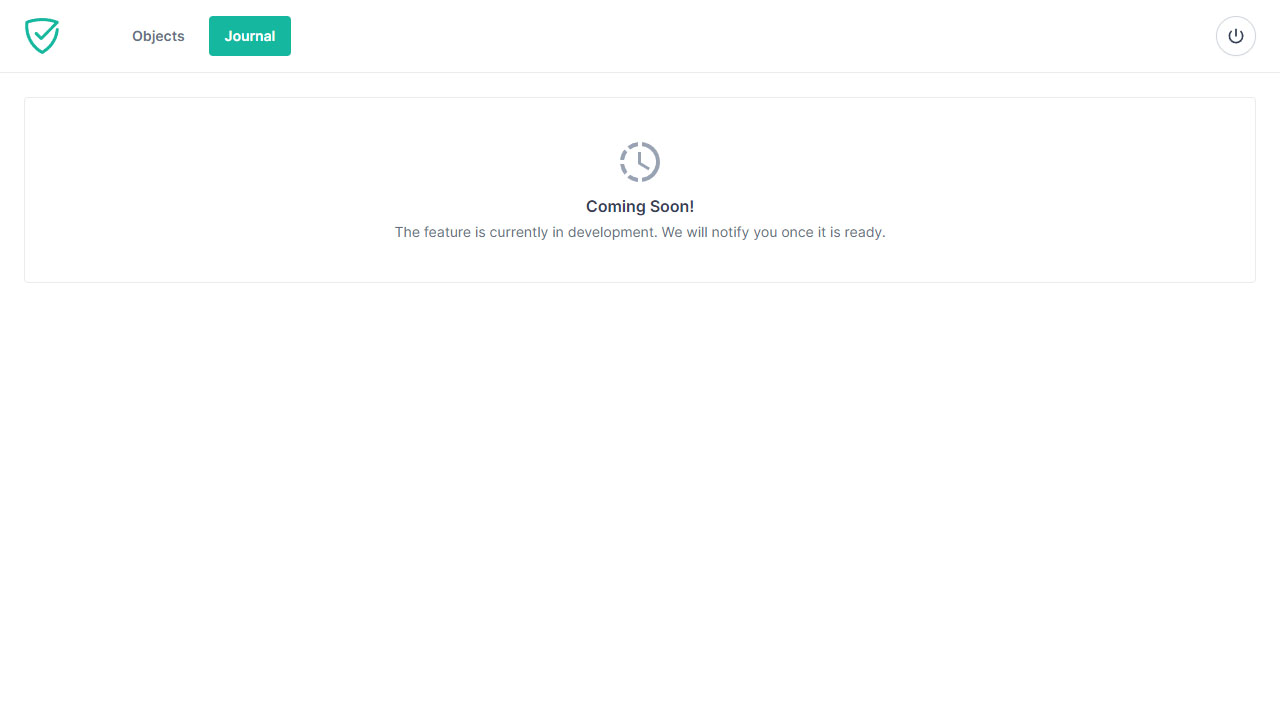 Objects
Journal
Coming Soon!
The feature is currently in development. We will notify you once it is ready.